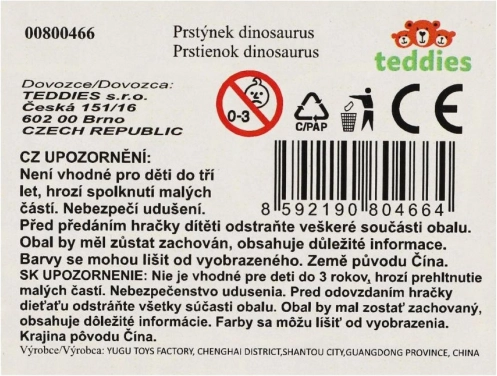 00800466
Prstýnek dinosaurus
Prstienok dinosaurus
teddies
Dovozce/Dovozca:
TEDDIES s.r.o.
Česká 151/16
602 00 Brno
CZECH REPUBLIC
0-3
C/PAP
CE
CZ UPOZORNĚNÍ:
Není vhodné pro děti do tří
let, hrozí spolknutí malých
částí. Nebezpečí udušení.
8 592190 804664
Před předáním hračky dítěti odstraňte veškeré součásti obalu.
Obal by měl zůstat zachován, obsahuje důležité informace.
Barvy se mohou lišit od vyobrazeného. Země původu Čína.
SK UPOZORNENIE: Nie je vhodné pre deti do 3 rokov, hrozí prehltnutie
malých častí. Nebezpečenstvo udusenia. Pred odovzdaním hračky
dieťaťu odstráňte všetky súčasti obalu. Obal by mal zostať zachovaný,
obsahuje dôležité informácie. Farby sa môžu líšiť od vyobrazenia.
Krajina pôvodu Čína.
Výrobce/Výrobca: YUGU TOYS FACTORY, CHENGHAI DISTRICT,SHANTOU CITY,GUANGDONG PROVINCE, CHINA